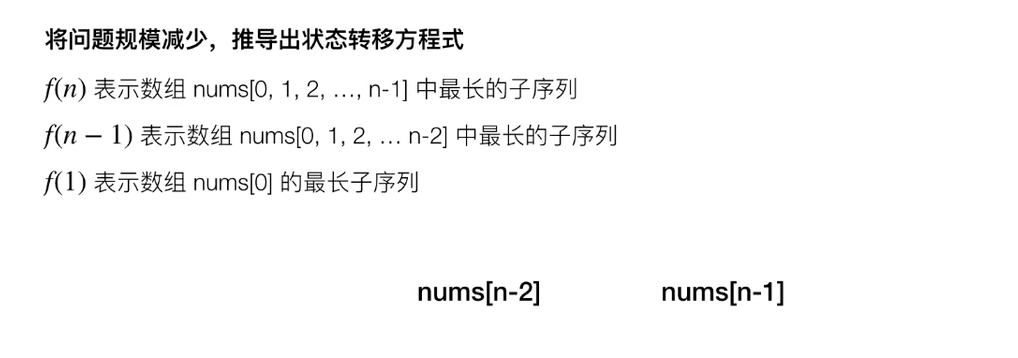 将问题规模减少，推导出状态转移方程式
f(n) 表示数组 nums[0, 1, 2, …, n-1] 中最长的子序列
f(n − 1) 表示数组 nums[0, 1, 2, … n-2] 中最长的子序列
f(1) 表示数组 nums[0] 的最长子序列
nums[n-2] nums[n-1]